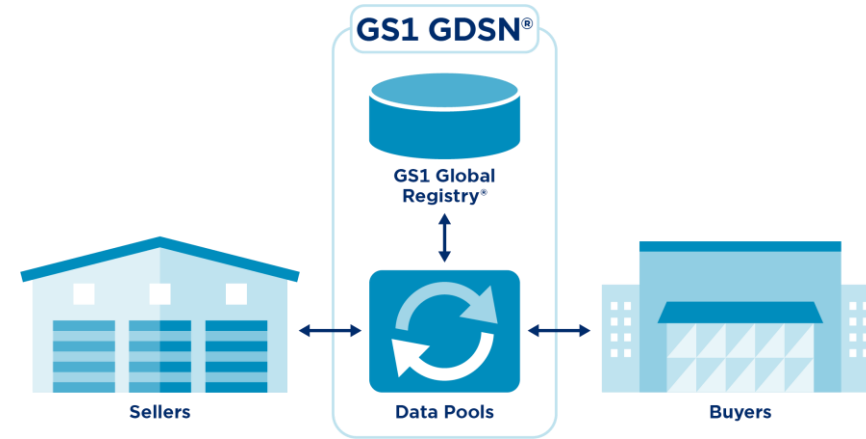 GS1 GDSN®
GS1 Global
Registry®
Sellers
Data Pools
Buyers